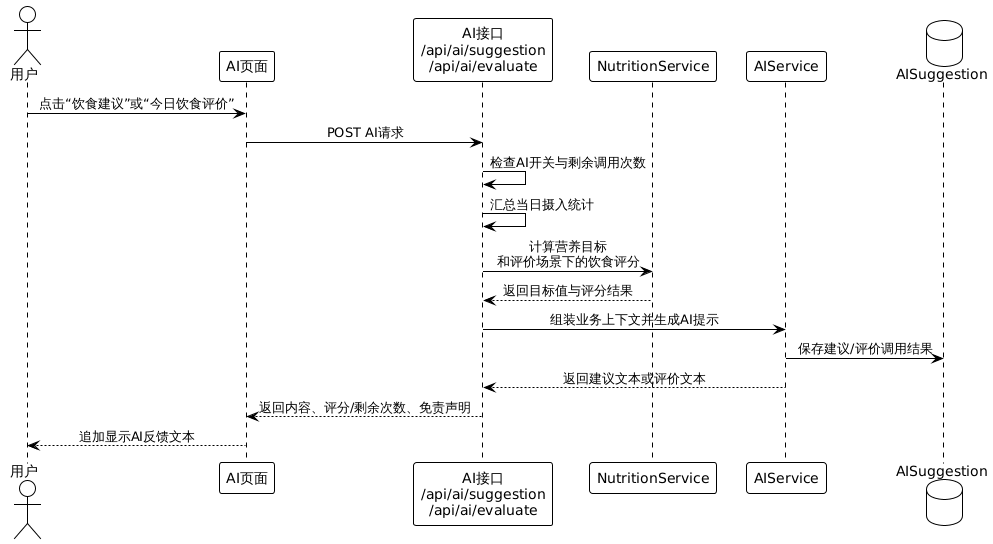 AI接口
/api/ai/suggestion
/api/ai/evaluate
用户
AI页面
NutritionService
AIService
AISuggestion
点击“饮食建议”或“今日饮食评价”
POST AI请求
检查AI开关与剩余调用次数
汇总当日摄入统计
计算营养目标
和评价场景下的饮食评分
返回目标值与评分结果
组装业务上下文并生成AI提示
保存建议/评价调用结果
返回建议文本或评价文本
返回内容、评分/剩余次数、免责声明
追加显示AI反馈文本
用户
AI页面
AI接口
/api/ai/suggestion
/api/ai/evaluate
NutritionService
AIService
AISuggestion